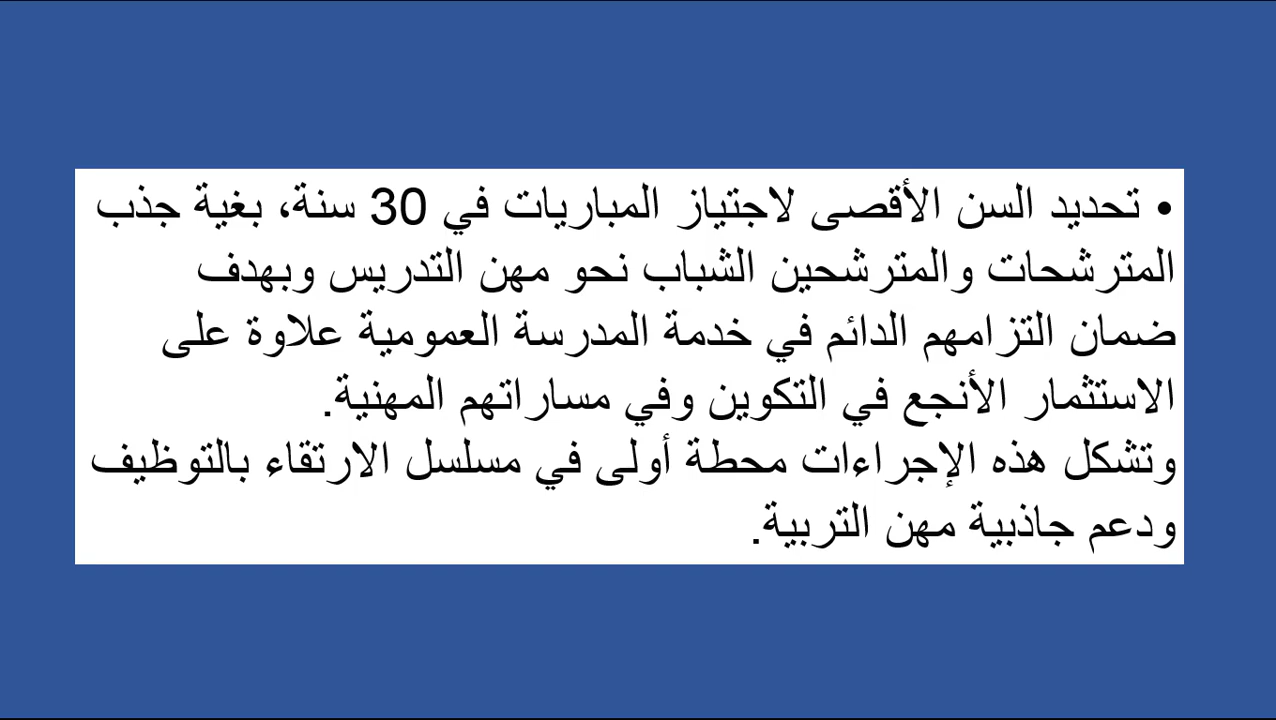 • تحديد السن الأقصى لاجتياز المباريات في 30 سنة، بغية جذب
المترشحات والمترشحين الشباب نحو مهن التدريس وبهدف
ضمان التزامهم الدائم في خدمة المدرسة العمومية علاوة على
الاستثمار الأنجع في التكوين وفي مساراتهم المهنية.
وتشكل هذه الإجراءات محطة أولى في مسلسل الارتقاء بالتوظيف
ودعم جاذبية مهن التربية.